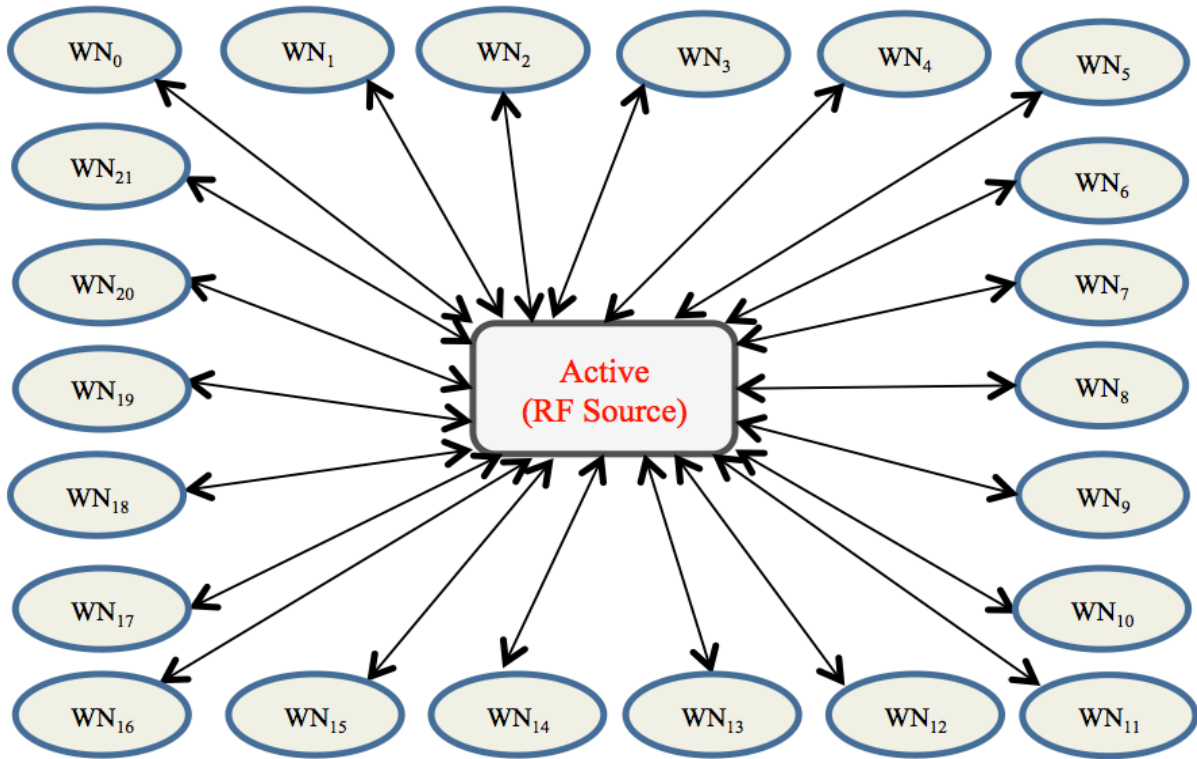 WN₀
WN₁
WN₂
WN₃
WN₄
WN₅
WN₂₁
WN₆
WN₂₀
WN₇
Active
(RF Source)
WN₁₉
WN₈
WN₁₈
WN₉
WN₁₇
WN₁₀
WN₁₆
WN₁₅
WN₁₄
WN₁₃
WN₁₂
WN₁₁